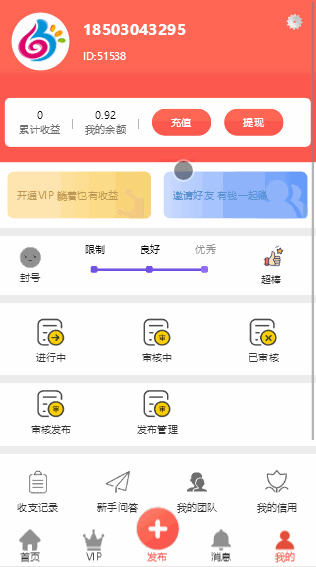 18503043295
ID:51538
0
0.92
累计收益
我的余额
充值
提现
开通VIP 躺着也有收益
邀请好友 有钱一起赚
限制
良好
优秀
封号
超棒
进行中
审核中
已审核
审核发布
发布管理
收支记录
新手问答
我的团队
我的信用
首页
VIP
发布
消息
我的